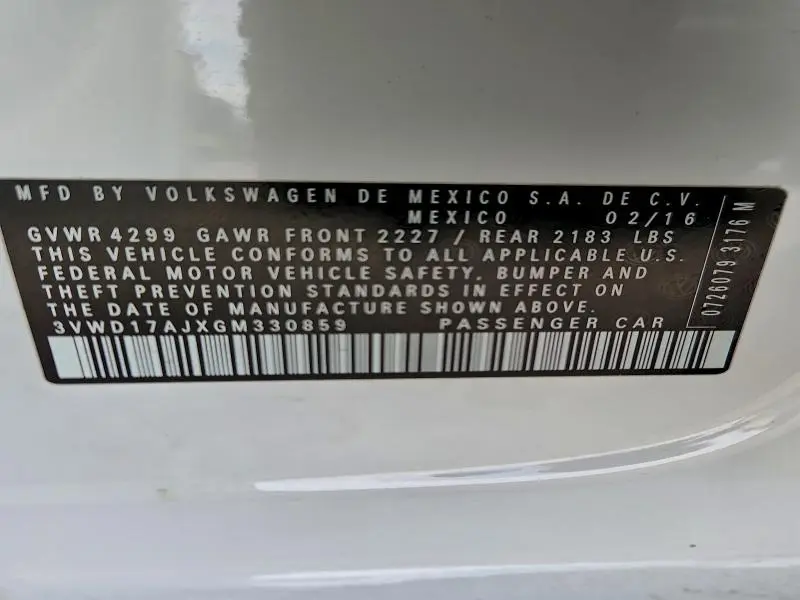 MFD BY VOLKSWAGEN DE MEXICO S.A. DE C.V.
MEXICO 02/16
GVWR 4299 GAWR FRONT 2227 / REAR 2183 LBS
THIS VEHICLE CONFORMS TO ALL APPLICABLE U.S.
FEDERAL MOTOR VEHICLE SAFETY, BUMPER AND
THEFT PREVENTION STANDARDS IN EFFECT ON
THE DATE OF MANUFACTURE SHOWN ABOVE.
3VWD17AJXGM330859 PASSENGER CAR
0726079 3176 M